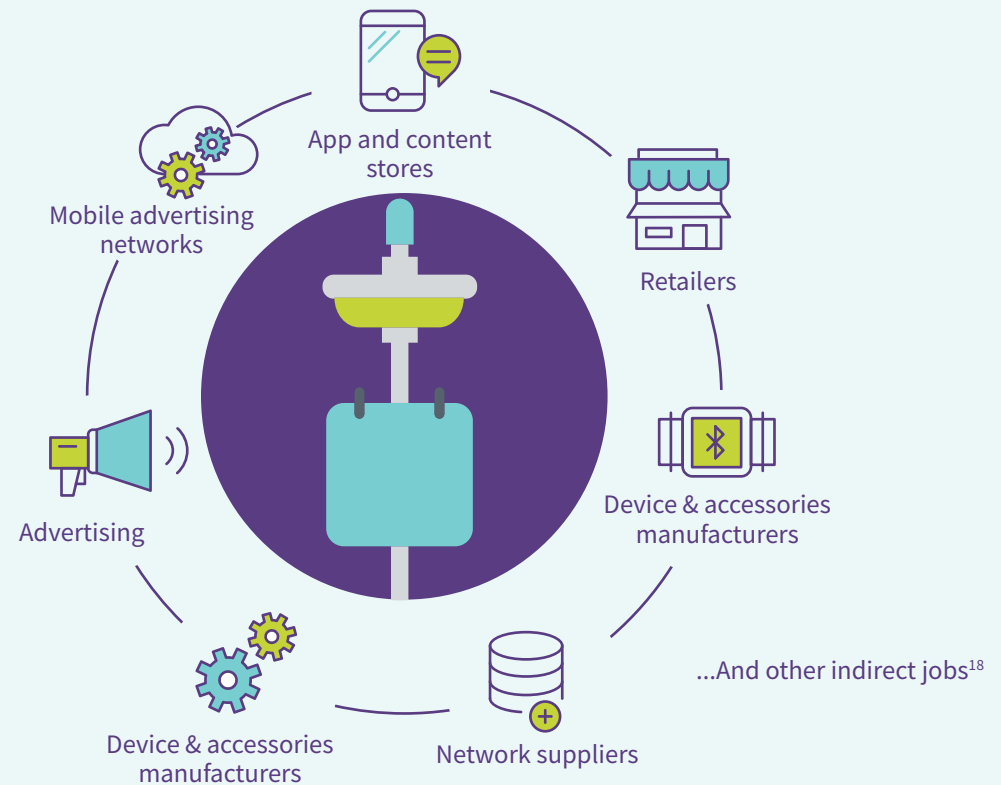 App and content
stores
Mobile advertising
networks
Retailers
Advertising
Device & accessories
manufacturers
...And other indirect jobs¹⁸
Device & accessories
manufacturers
Network suppliers